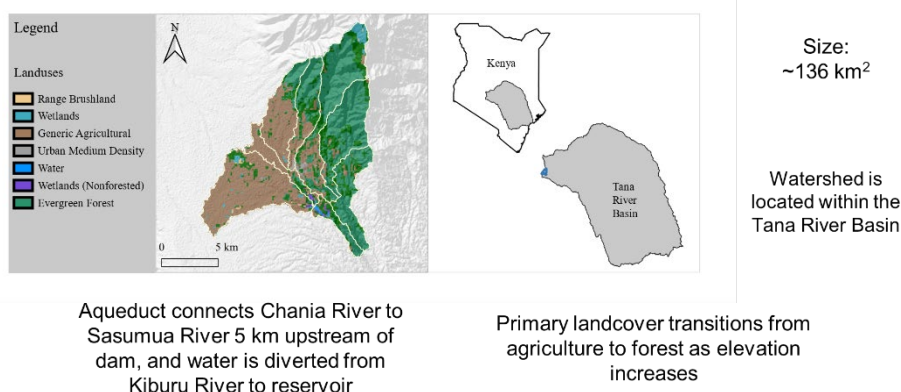 Legend
Landuses
Range Brushland
Wetlands
Generic Agricultural
Urban Medium Density
Water
Wetlands (Nonforested)
Evergreen Forest
N
0 5 km
Kenya
Tana
River
Basin
Size:
~136 km²
Watershed is
located within the
Tana River Basin
Aqueduct connects Chania River to
Sasumua River 5 km upstream of
dam, and water is diverted from
Kiburu River to reservoir
Primary landcover transitions from
agriculture to forest as elevation
increases